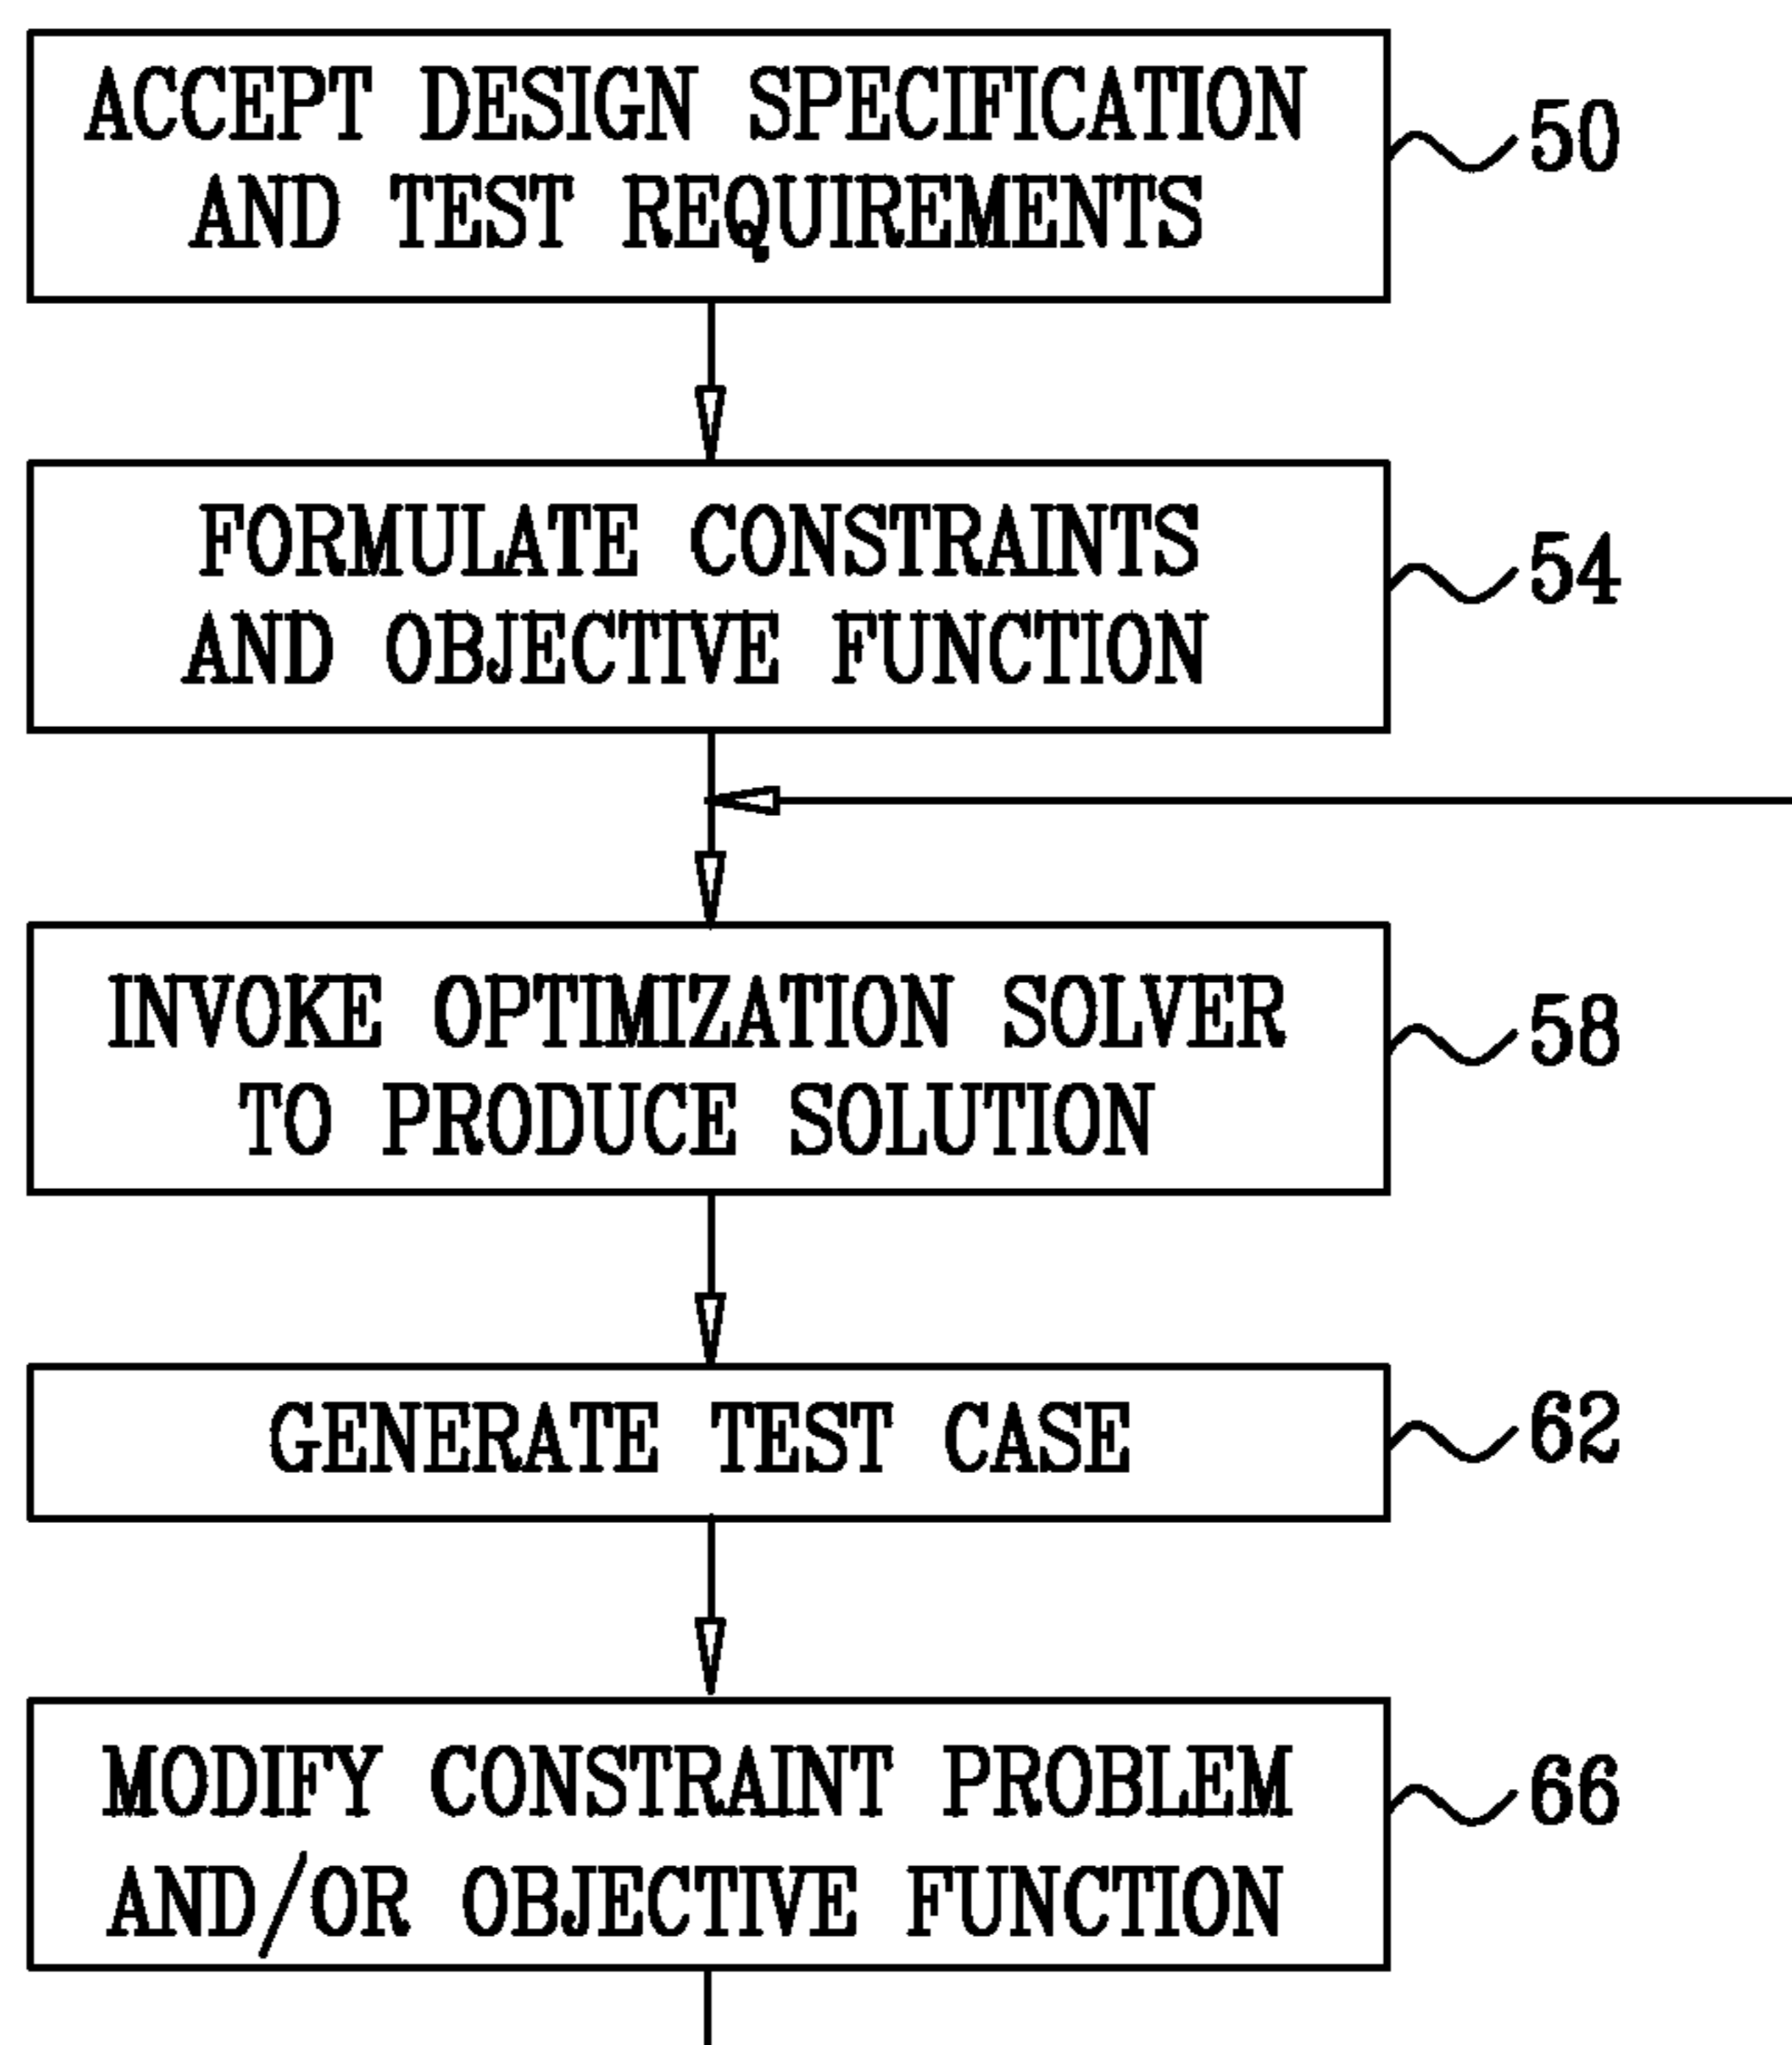 ACCEPT DESIGN SPECIFICATION
AND TEST REQUIREMENTS
50
FORMULATE CONSTRAINTS
AND OBJECTIVE FUNCTION
54
INVOKE OPTIMIZATION SOLVER
TO PRODUCE SOLUTION
58
GENERATE TEST CASE
62
MODIFY CONSTRAINT PROBLEM
AND/OR OBJECTIVE FUNCTION
66